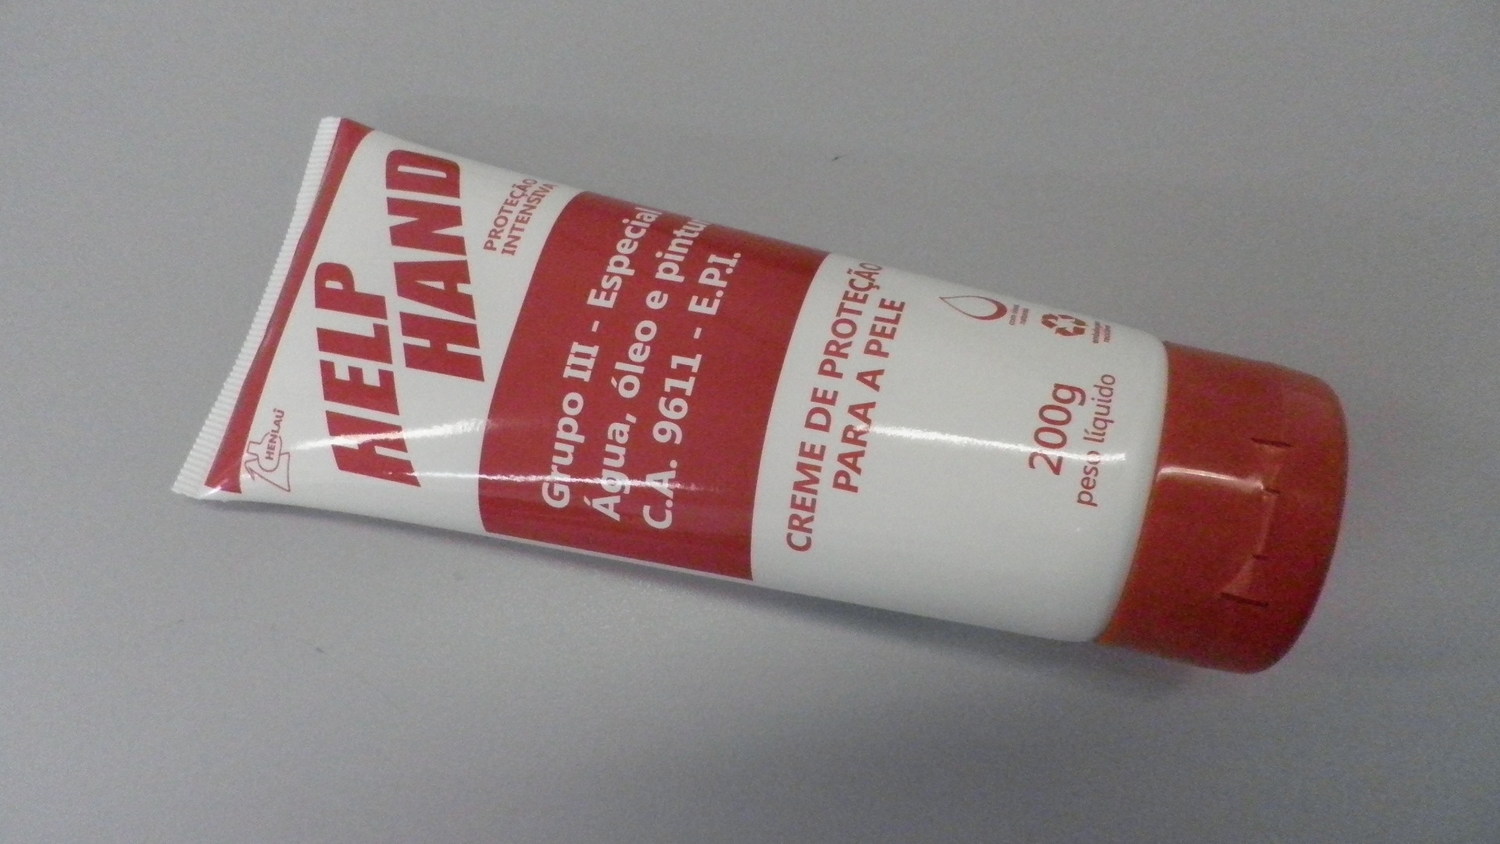 HENLAU
HELP
HAND
PROTEÇÃO
INTENSIVA
Grupo III - Especial
Água, óleo e
C.A. 9611 - E.P.I.
CREME DE PROTEÇÃO
PARA A PELE
200g
peso líquido